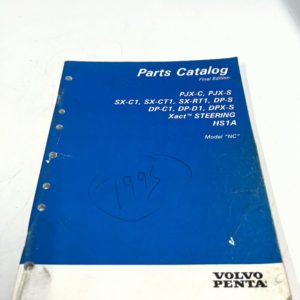 Parts Catalog
Final Edition
PJX-C, PJX-S
SX-C1, SX-CT1, SX-RT1, DP-S
DP-C1, DP-D1, DPX-S
Xact™ STEERING
HS1A
Model "NC"
1995
VOLVO
PENTA